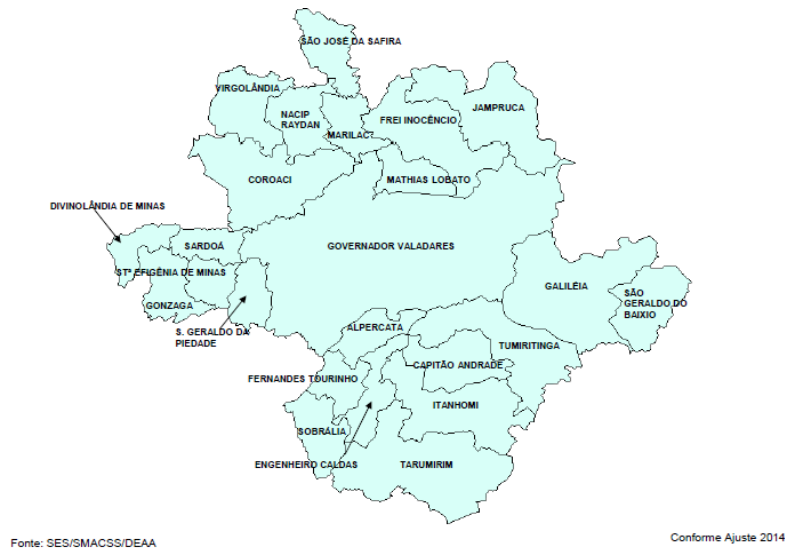 SÃO JOSÉ DA SAFIRA
VIRGOLÂNDIA
JAMPRUCA
NACIP
RAYDAN
FREI INOCÊNCIO
COROACI
MATHIAS LOBATO
DIVINOLÂNDIA DE MINAS
SARDOÁ
GOVERNADOR VALADARES
STª EFIGÊNIA DE MINAS
GALILÉIA
SÃO
GERALDO DO
BAIXIO
GONZAGA
S. GERALDO DA
PIEDADE
ALPERCATA
TUMIRITINGA
CAPITÃO ANDRADE
FERNANDES TOURINHO
ITANHOMI
SOBRÁLIA
ENGENHEIRO CALDAS
TARUMIRIM
Fonte: SES/SMACSS/DEAA
Conforme Ajuste 2014